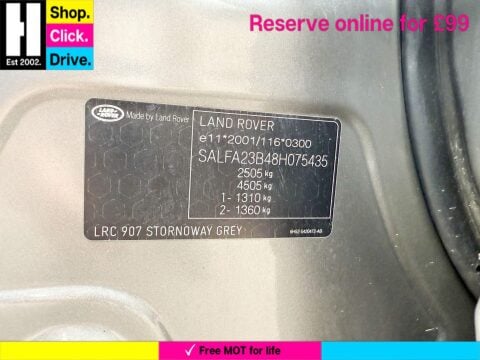 Shop.
Click.
Drive.
H
Est 2002.
Reserve online for £99
LAND ROVER
Made by Land Rover
LAND ROVER
e11*2001/116*0300
SALFA23B48H075435
2505 kg
4505 kg
1- 1310 kg
2- 1360 kg
LRC 907 STORNOWAY GREY
✓ Free MOT for life